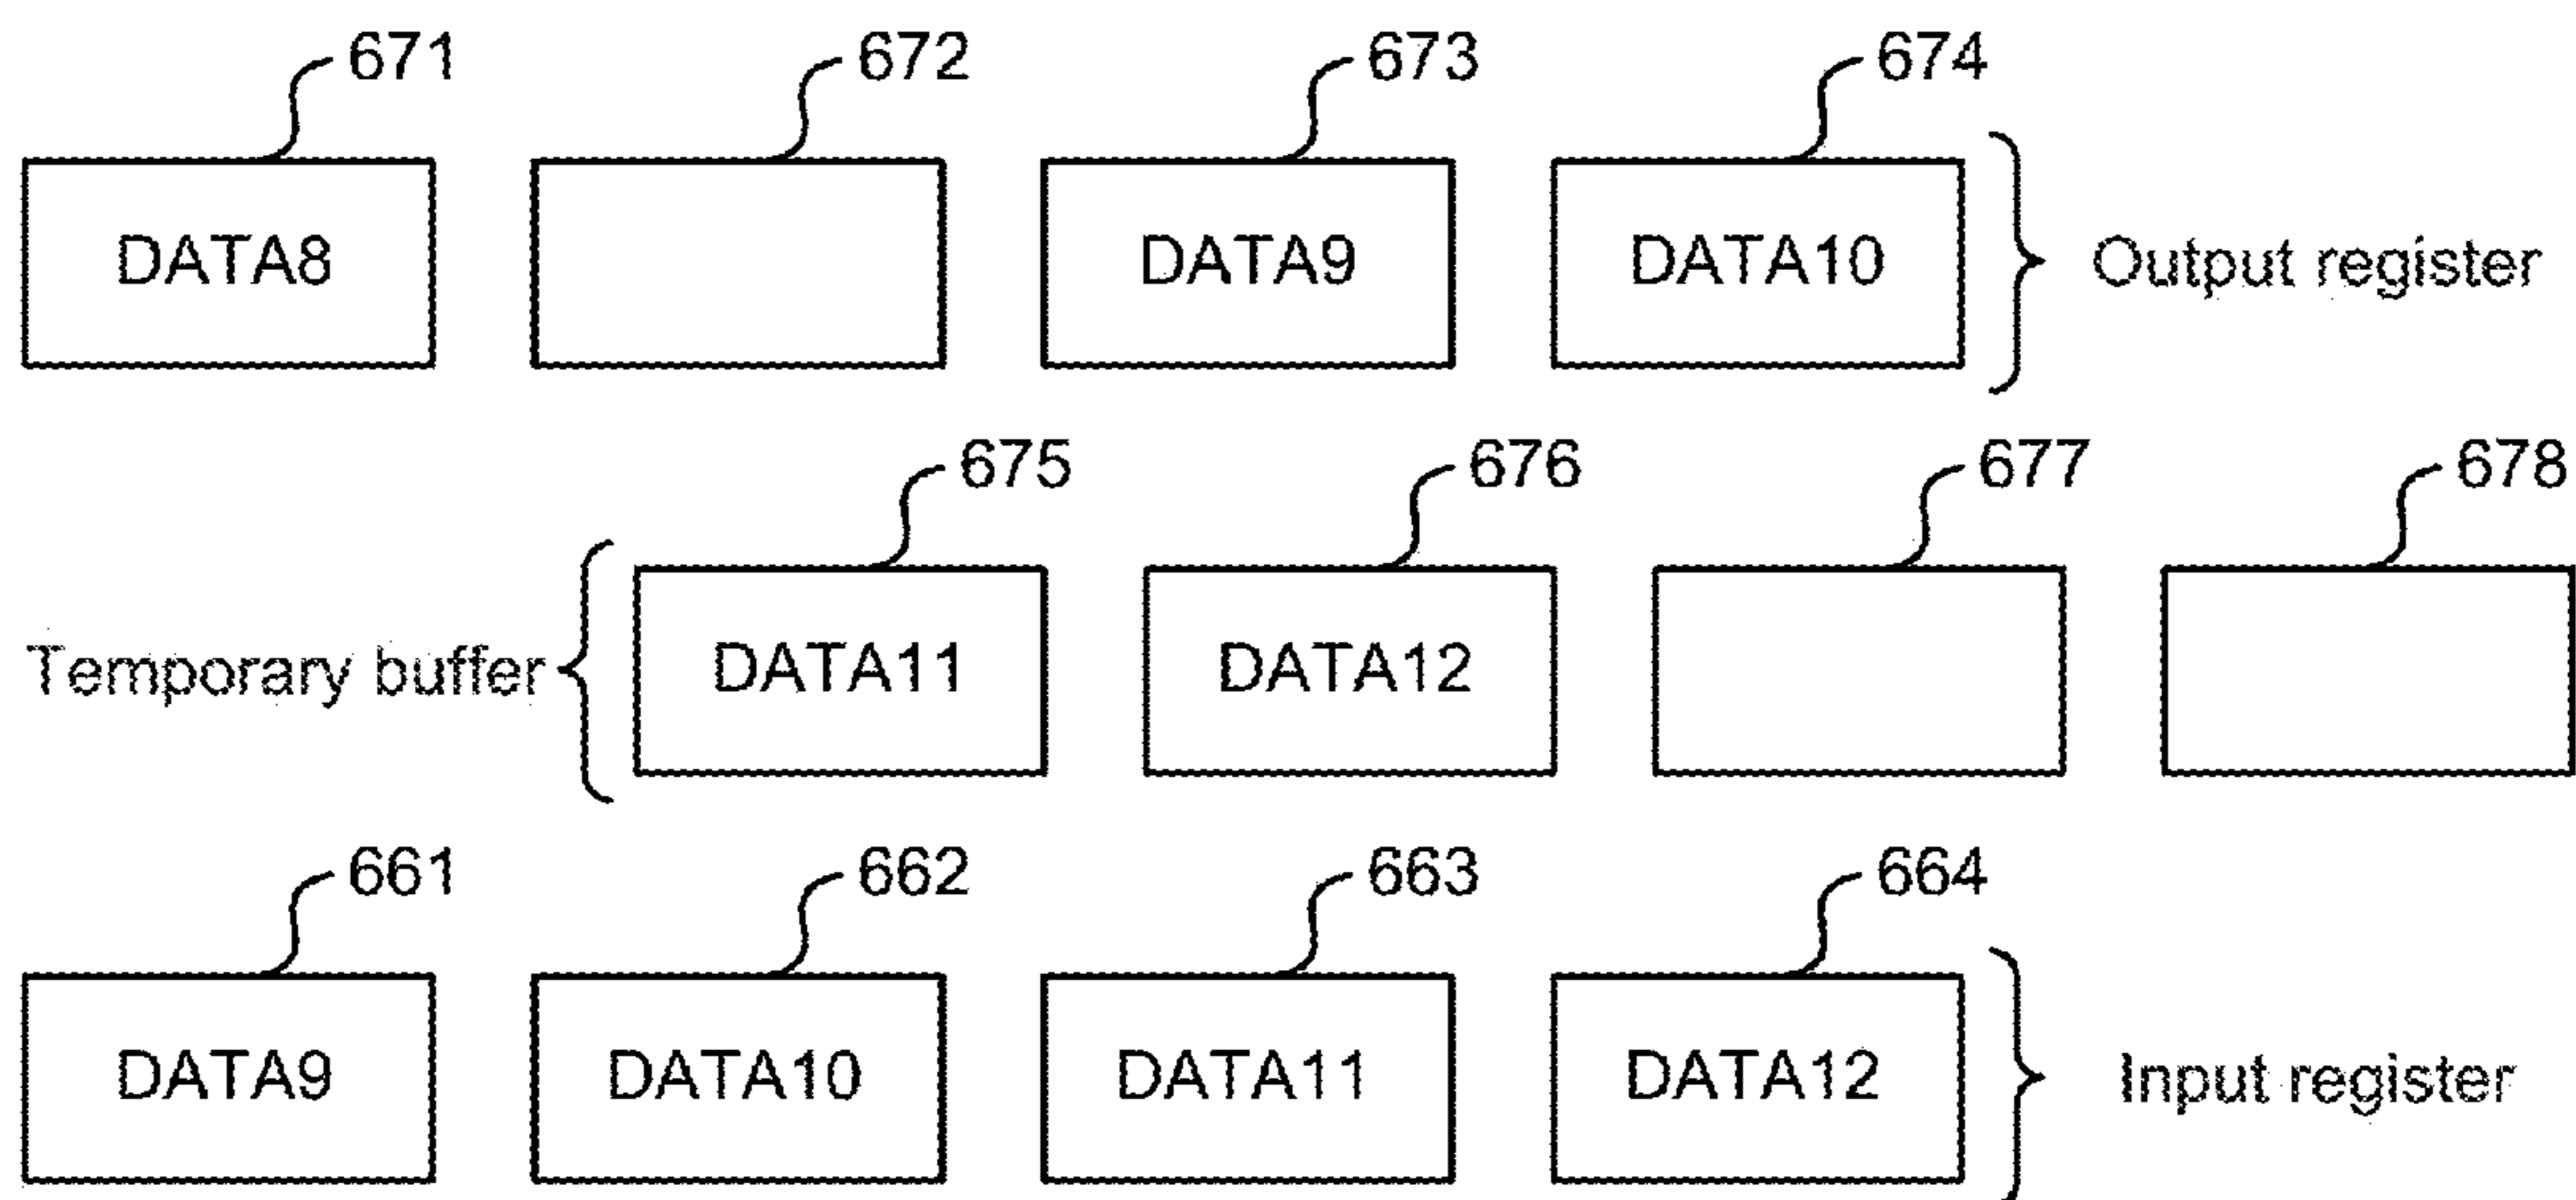 671 672 673 674
DATA8 DATA9 DATA10 Output register
675 676 677 678
Temporary buffer DATA11 DATA12
661 662 663 664
DATA9 DATA10 DATA11 DATA12 Input register